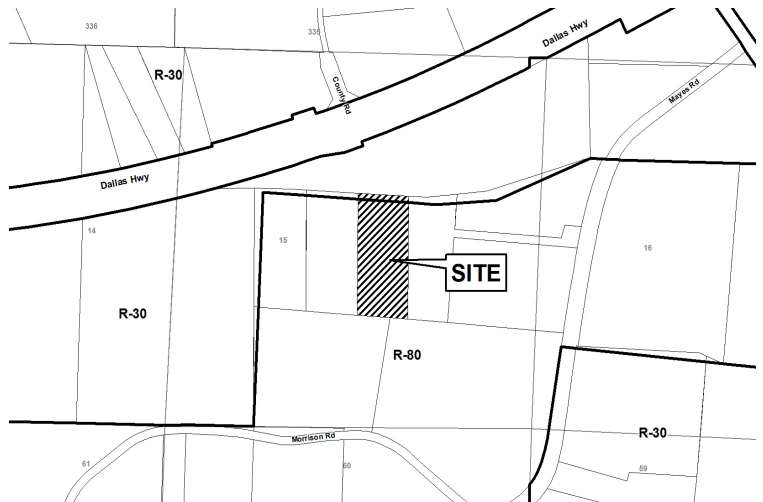 336
335
Dallas Hwy
R-30
County Rd
Mayes Rd
Dallas Hwy
14
15
16
SITE
R-30
R-80
R-30
Morrison Rd
61
60
59